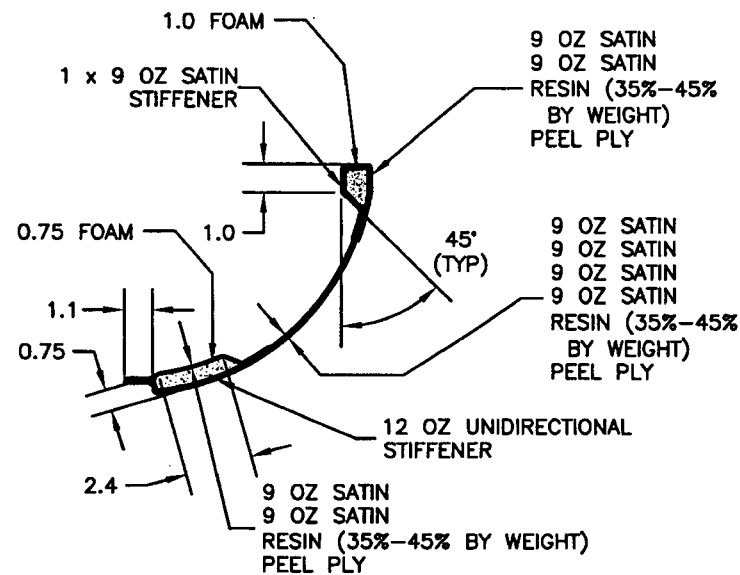 1.0 FOAM
1 x 9 OZ SATIN
STIFFENER
9 OZ SATIN
9 OZ SATIN
RESIN (35%-45%
BY WEIGHT)
PEEL PLY
1.0
45°
(TYP)
0.75 FOAM
1.1
0.75
9 OZ SATIN
9 OZ SATIN
9 OZ SATIN
9 OZ SATIN
RESIN (35%-45%
BY WEIGHT)
PEEL PLY
12 OZ UNIDIRECTIONAL
STIFFENER
2.4
9 OZ SATIN
9 OZ SATIN
RESIN (35%-45% BY WEIGHT)
PEEL PLY